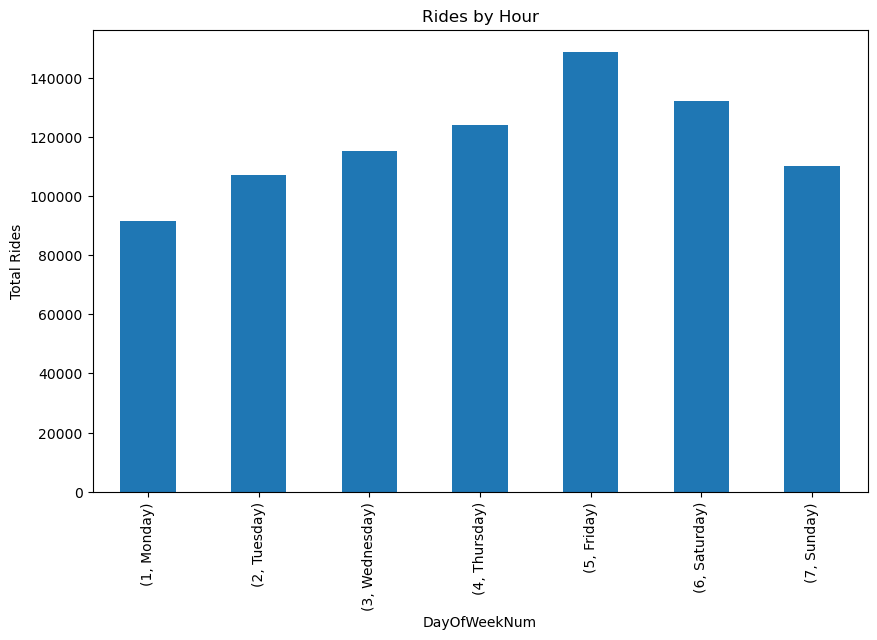 Rides by Hour
Total Rides
140000
120000
100000
80000
60000
40000
20000
0
(1, Monday)
(2, Tuesday)
(3, Wednesday)
(4, Thursday)
(5, Friday)
(6, Saturday)
(7, Sunday)
DayOfWeekNum